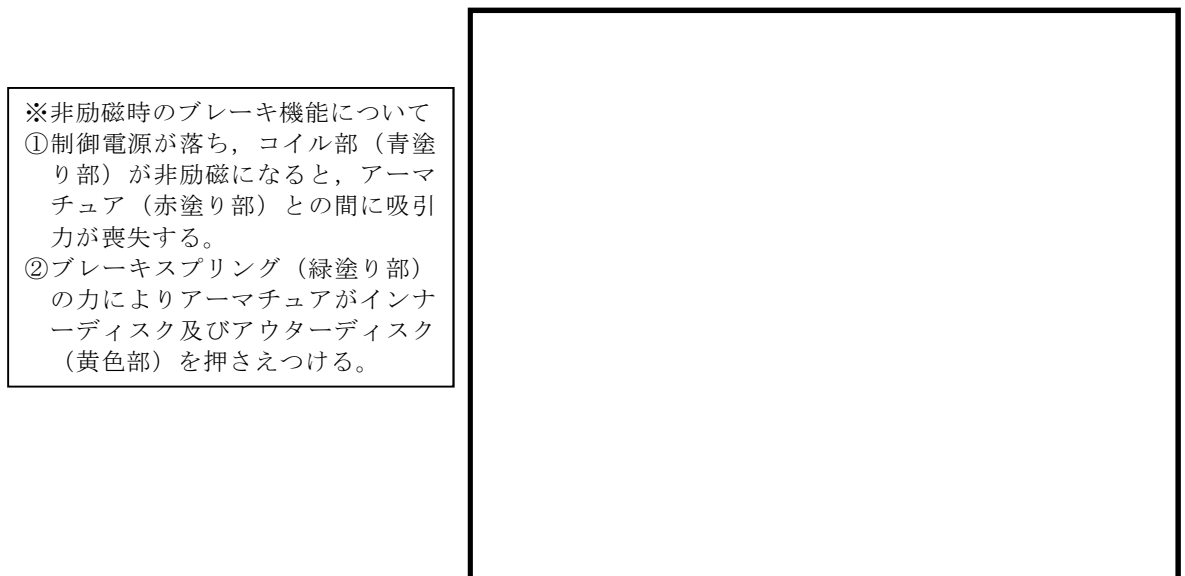 ※非励磁時のブレーキ機能について
①制御電源が落ち，コイル部（青塗
り部）が非励磁になると，アーマ
チュア（赤塗り部）との間に吸引
力が喪失する。
②ブレーキスプリング（緑塗り部）
の力によりアーマチュアがインナ
ーディスク及びアウターディスク
（黄色部）を押さえつける。